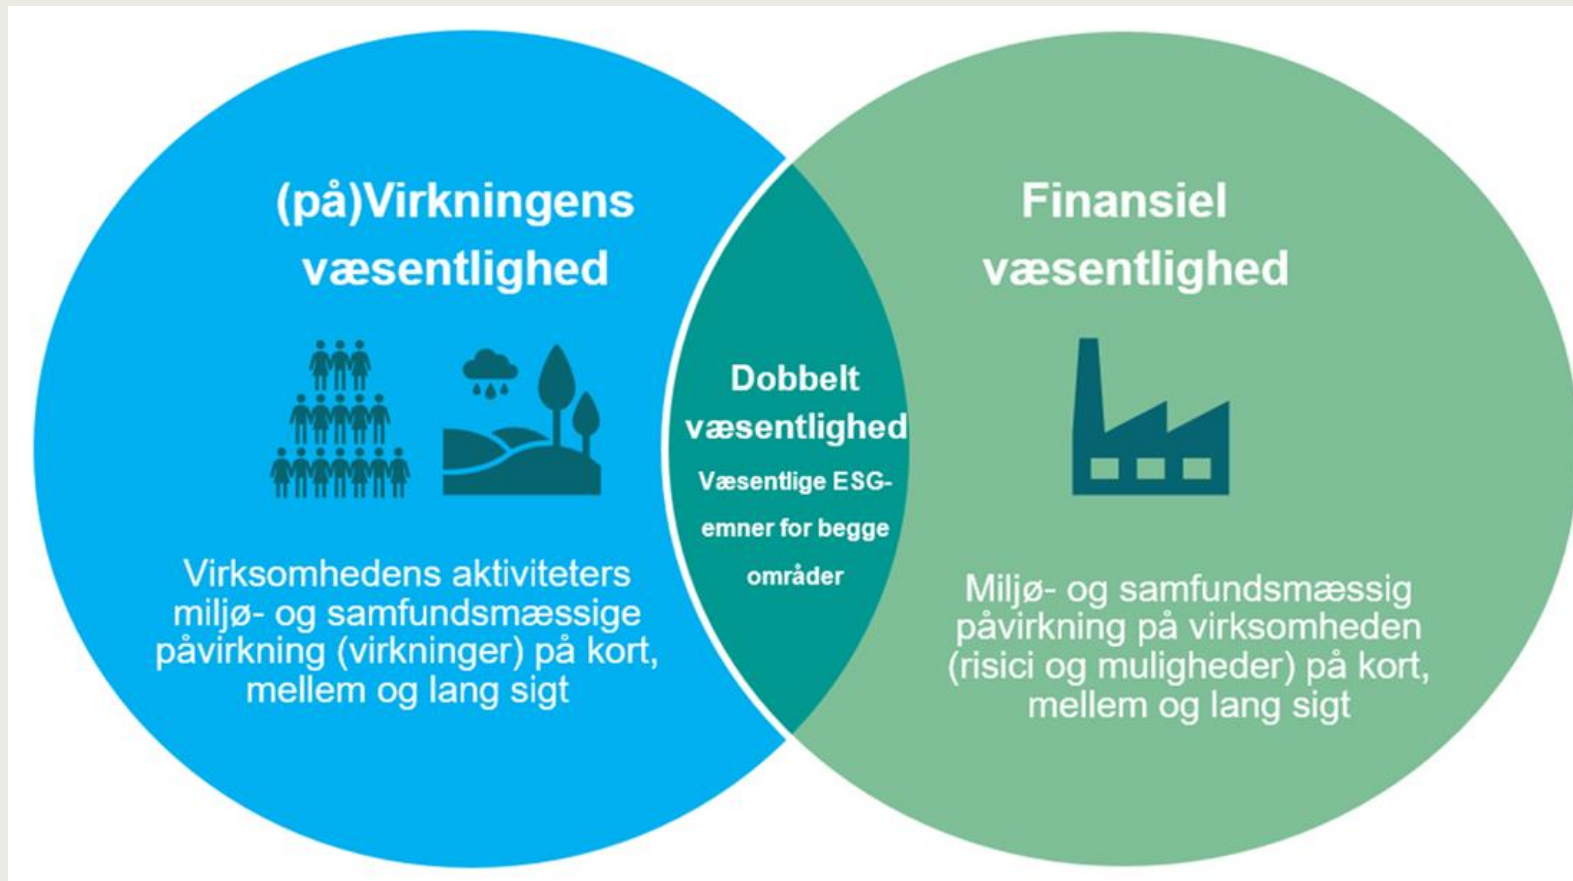 (på)Virkningens
væsentlighed
Virksomhedens aktiviteters
miljø- og samfundsmæssige
påvirkning (virkninger) på kort,
mellem og lang sigt
Dobbelt
væsentlighed
Væsentlige ESG-
emner for begge
områder
Finansiel
væsentlighed
Miljø- og samfundsmæssig
påvirkning på virksomheden
(risici og muligheder) på kort,
mellem og lang sigt